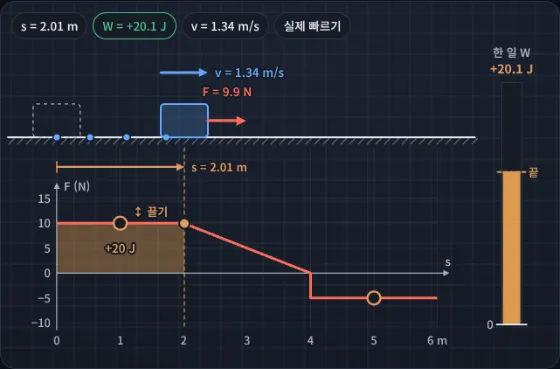 s = 2.01 m
W = +20.1 J
v = 1.34 m/s
실제 빠르기
한 일 W
+20.1 J
v = 1.34 m/s
F = 9.9 N
s = 2.01 m
끝
F (N)
15
10
5
0
−5
−10
↕ 끌기
+20 J
s
0
1
2
3
4
5
6 m
0